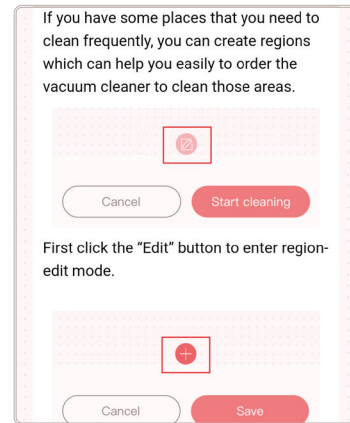 If you have some places that you need to
clean frequently, you can create regions
which can help you easily to order the
vacuum cleaner to clean those areas.
Cancel
Start cleaning
First click the “Edit” button to enter region-
edit mode.
Cancel
Save